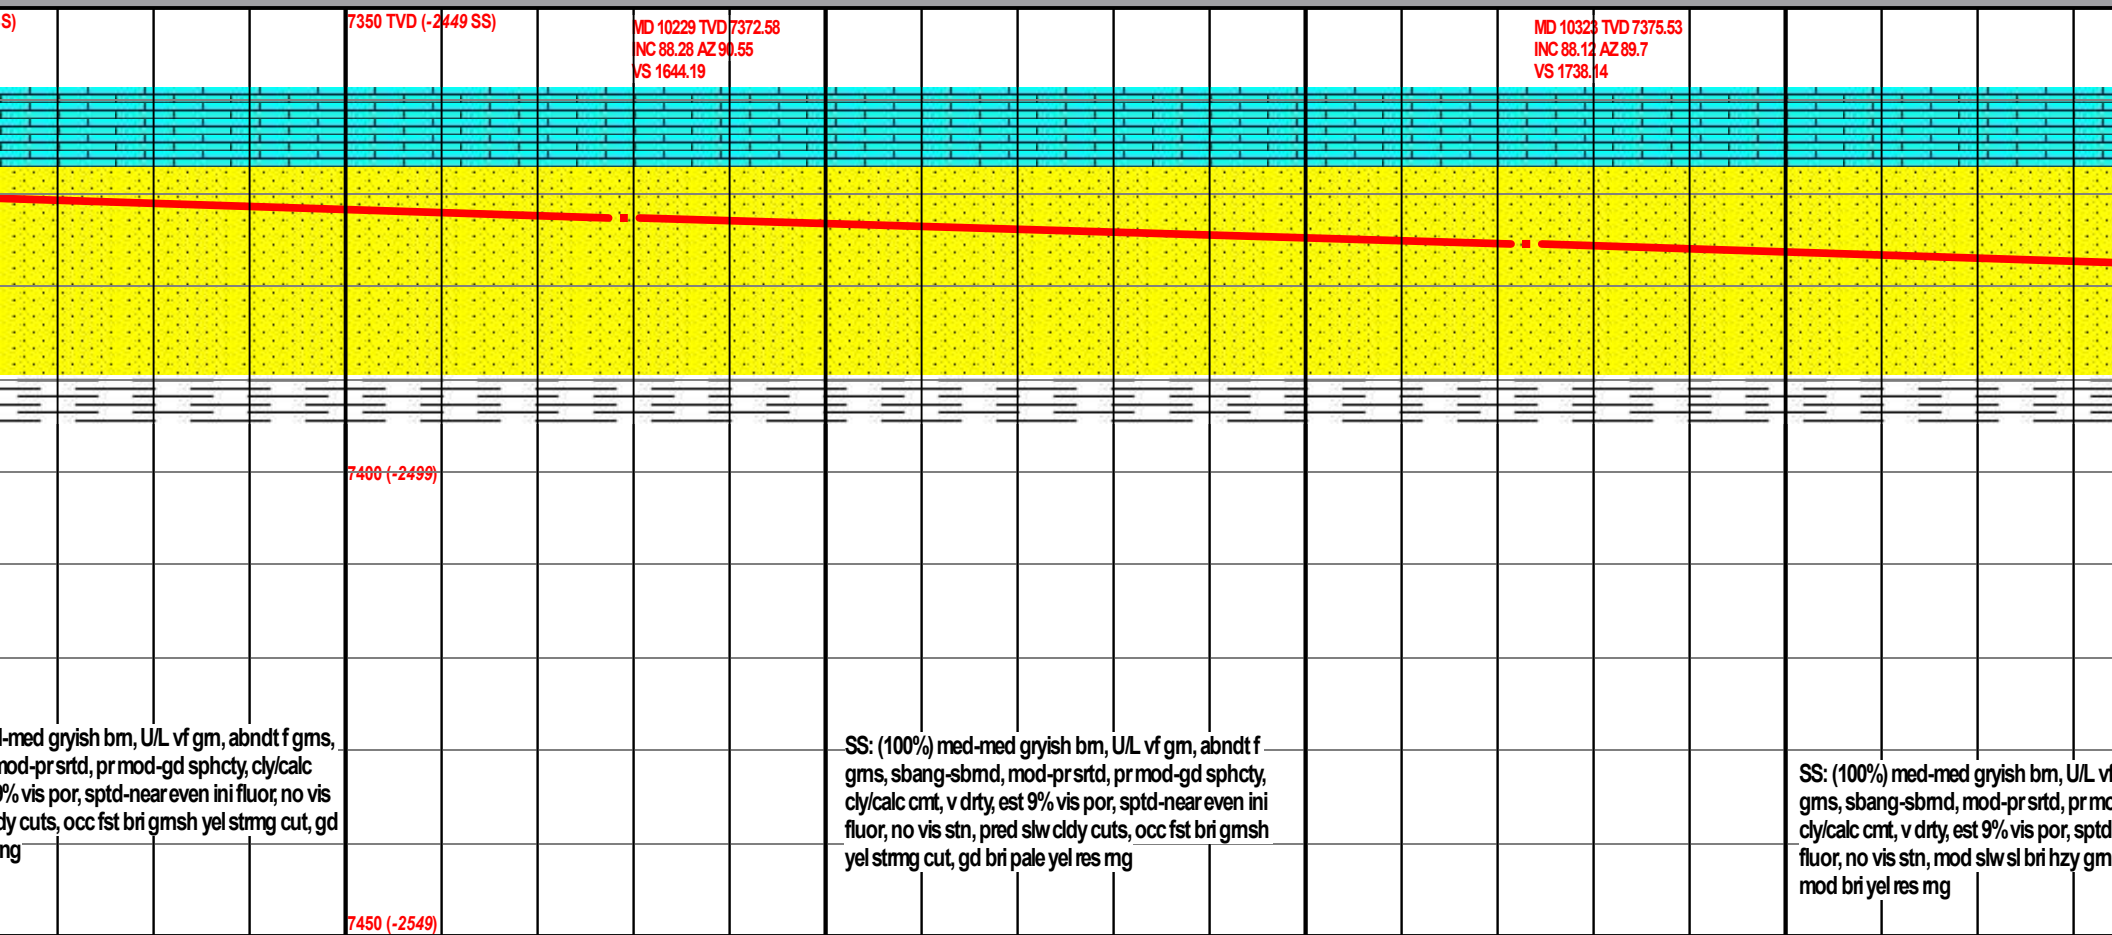 S)
7350 TVD (-2449 SS)
MD 10229 TVD 7372.58
INC 88.28 AZ 90.55
VS 1644.19
MD 10323 TVD 7375.53
INC 88.12 AZ 89.7
VS 1738.14
7400 (-2499)
-med gryish brn, U/L vf grn, abndt f grns,
mod-pr srtd, pr mod-gd sphcty, cly/calc
9% vis por, sptd-near even ini fluor, no vis
dy cuts, occ fst bri grnsh yel strmg cut, gd
ng
SS: (100%) med-med gryish brn, U/L vf grn, abndt f
grns, sbang-sbrnd, mod-pr srtd, pr mod-gd sphcty,
cly/calc cmt, v drty, est 9% vis por, sptd-near even ini
fluor, no vis stn, pred slw cldy cuts, occ fst bri grnsh
yel strmg cut, gd bri pale yel res rng
SS: (100%) med-med gryish brn, U/L vf
grns, sbang-sbrnd, mod-pr srtd, pr mo
cly/calc cmt, v drty, est 9% vis por, sptd
fluor, no vis stn, mod slw sl bri hzy grn
mod bri yel res rng
7450 (-2549)